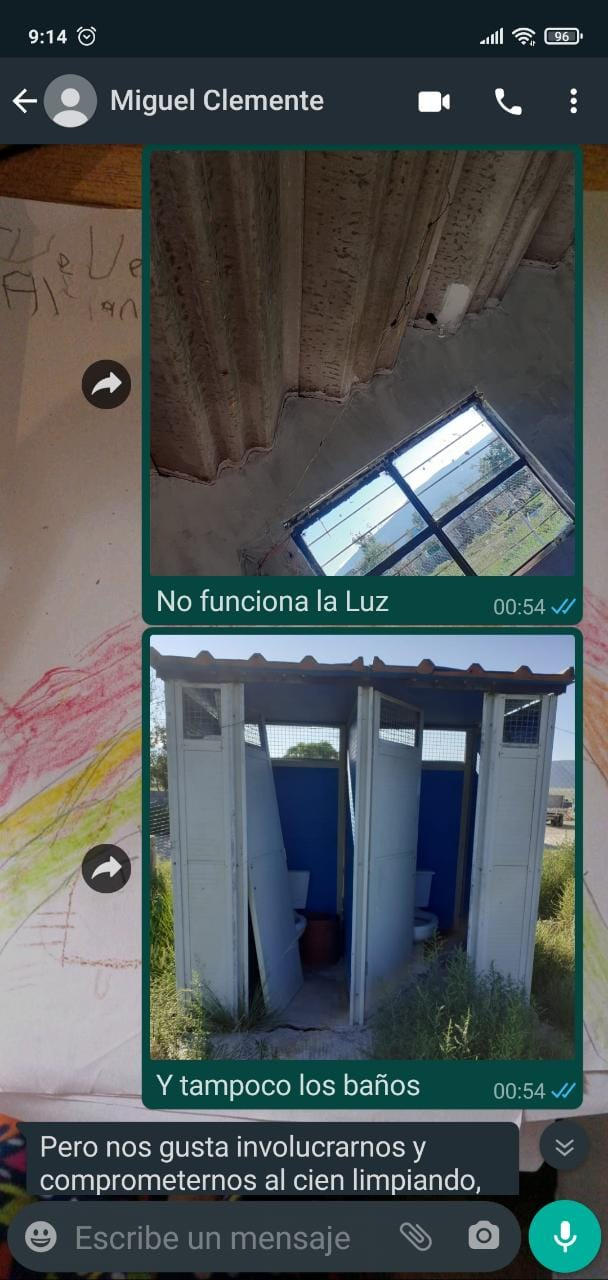 9:14
96
Miguel Clemente
No funciona la Luz
00:54
Y tampoco los baños
00:54
Pero nos gusta involucrarnos y
comprometernos al cien limpiando,
Escribe un mensaje